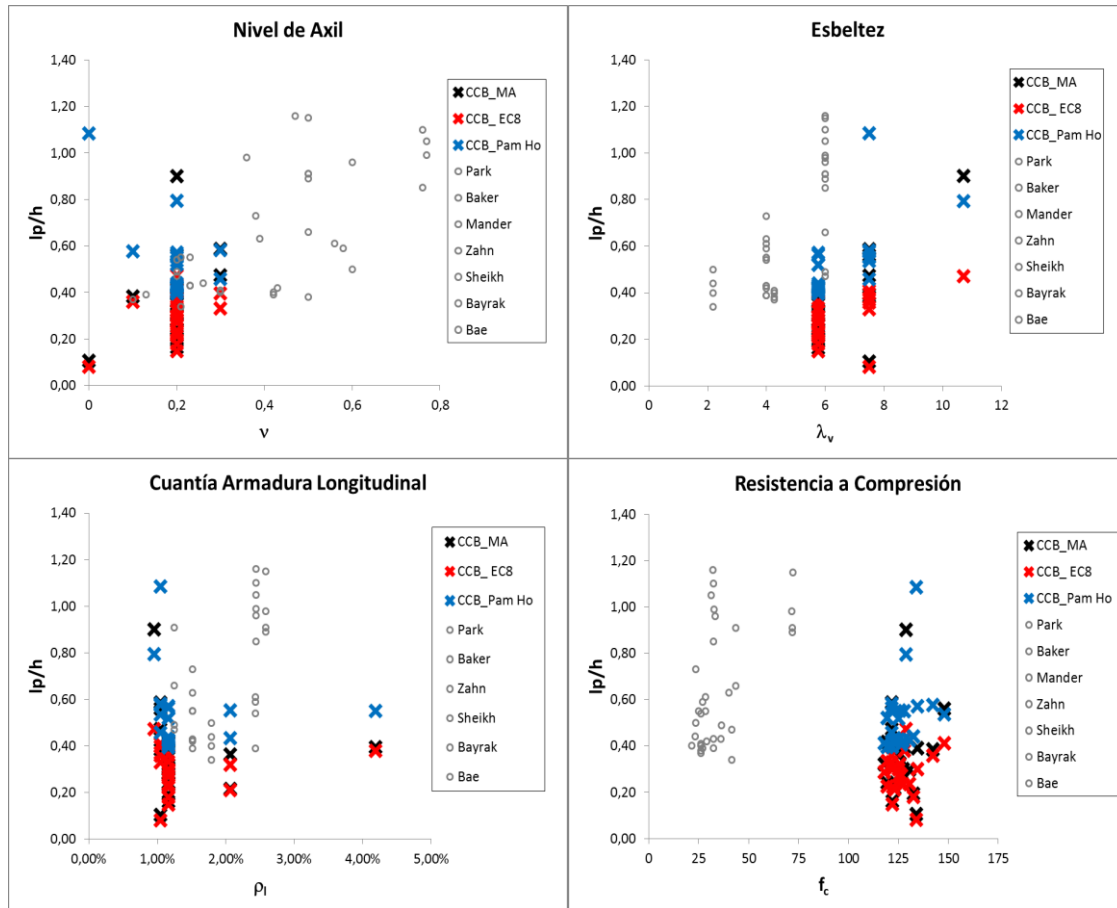 Nivel de Axil
lp/h
1,40
1,20
1,00
0,80
0,60
0,40
0,20
0,00
0
0,2
0,4
0,6
0,8
ν
CCB_MA
CCB_ EC8
CCB_Pam Ho
Park
Baker
Mander
Zahn
Sheikh
Bayrak
Bae
Esbeltez
lp/h
1,40
1,20
1,00
0,80
0,60
0,40
0,20
0,00
0
2
4
6
8
10
12
λv
CCB_MA
CCB_ EC8
CCB_Pam Ho
Park
Baker
Mander
Zahn
Sheikh
Bayrak
Bae
Cuantía Armadura Longitudinal
lp/h
1,40
1,20
1,00
0,80
0,60
0,40
0,20
0,00
0,00%
1,00%
2,00%
3,00%
4,00%
5,00%
ρl
CCB_MA
CCB_ EC8
CCB_Pam Ho
Park
Baker
Zahn
Sheikh
Bayrak
Bae
Resistencia a Compresión
lp/h
1,40
1,20
1,00
0,80
0,60
0,40
0,20
0,00
0
25
50
75
100
125
150
175
fc
CCB_MA
CCB_ EC8
CCB_Pam Ho
Park
Baker
Mander
Zahn
Sheikh
Bayrak
Bae